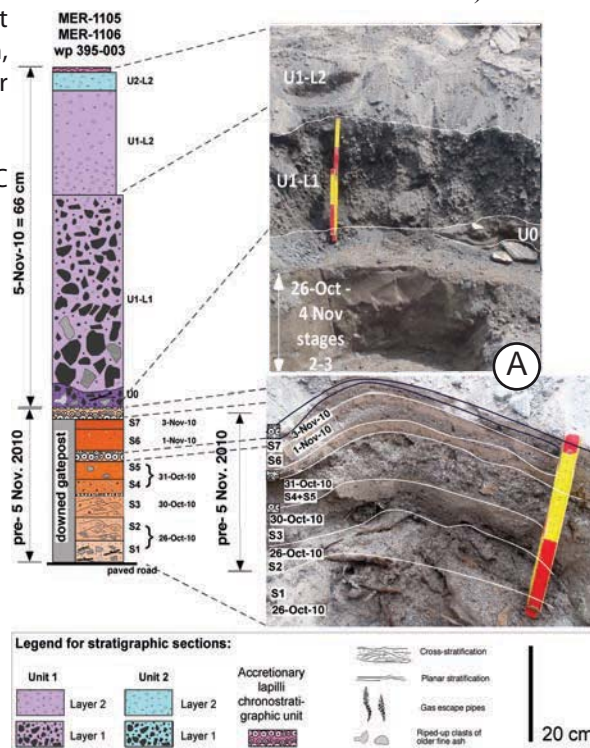 t
,
r
C
MER-1105
MER-1106
wp 395-003
U2-L2
U1-L2
5-Nov-10 = 66 cm
U1-L1
U0
S7 3-Nov-10
S6 1-Nov-10
S5
31-Oct-10
S4
S3 30-Oct-10
S2
26-Oct-10
S1
downed gatepost
pre- 5 Nov. 2010
pre- 5 Nov. 2010
paved road-
U1-L2
U1-L1
U0
26-Oct -
4 Nov
stages
2-3
A
3-Nov-10
S7
1-Nov-10
S6
31-Oct-10
S4+S5
30-Oct-10
S3
26-Oct-10
S2
S1
26-Oct-10
Legend for stratigraphic sections:
Unit 1
Layer 2
Layer 1
Unit 2
Layer 2
Layer 1
Accretionary
lapilli
chronostrati-
graphic unit
Cross-stratification
Planar stratification
Gas escape pipes
Riped-up clasts of
older fine ash
20 cm